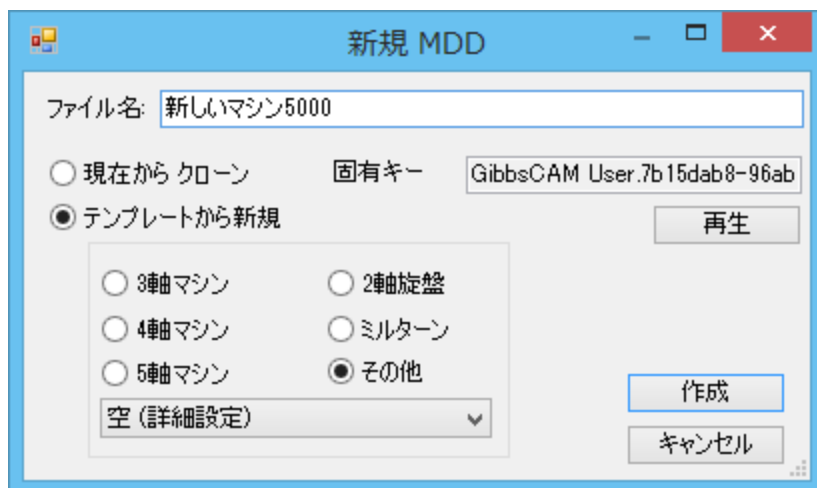 新規 MDD
ファイル名: 新しいマシン5000
現在から クローン 固有キー GibbsCAM User.7b15dab8-96ab
テンプレートから新規 再生
3軸マシン 2軸旋盤
4軸マシン ミルターン
5軸マシン その他
空 (詳細設定) 作成
キャンセル